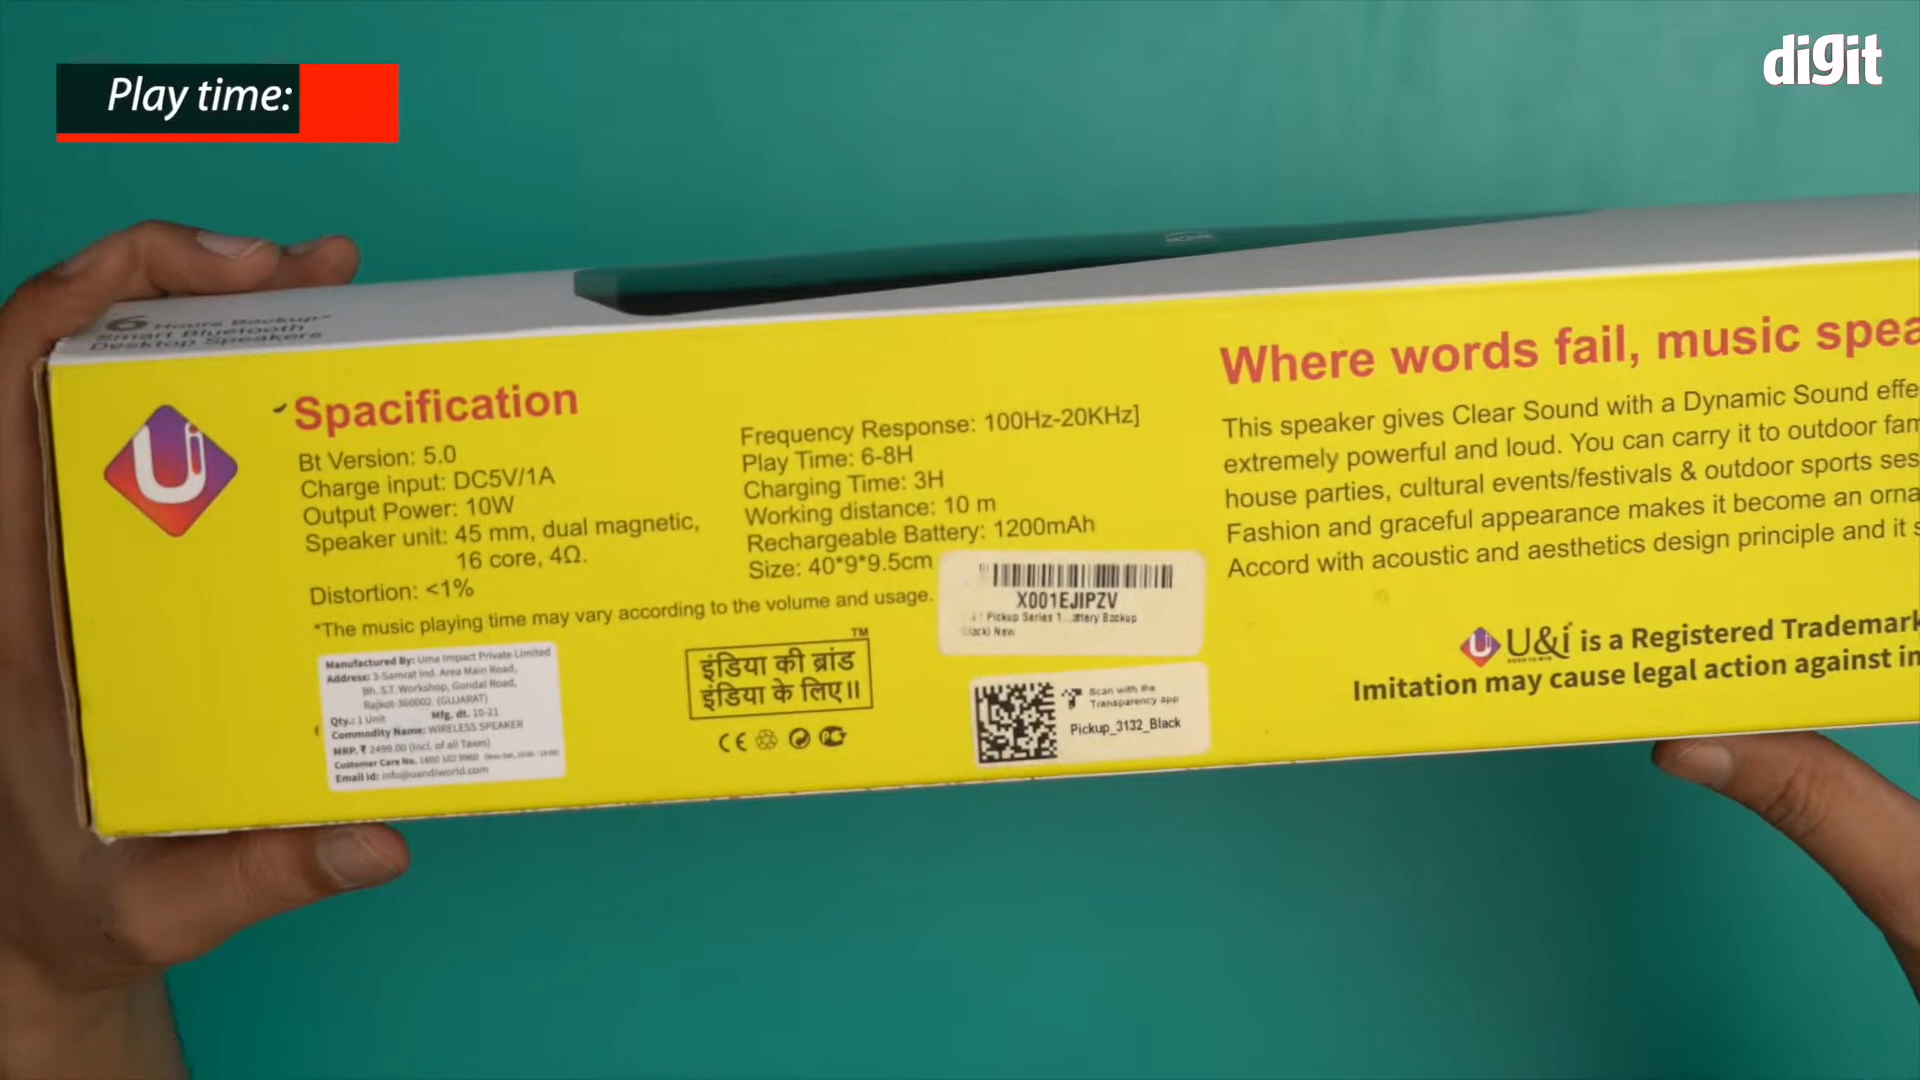 Play time:
digit
6 Hours Backup*
Smart Bluetooth
Desktop Speakers
Ui
Spacification
Bt Version: 5.0
Charge input: DC5V/1A
Output Power: 10W
Speaker unit: 45 mm, dual magnetic,
16 core, 4Ω.
Distortion: <1%
Frequency Response: 100Hz-20KHz]
Play Time: 6-8H
Charging Time: 3H
Working distance: 10 m
Rechargeable Battery: 1200mAh
Size: 40*9*9.5cm
*The music playing time may vary according to the volume and usage.
Manufactured By: Uma Impact Private Limited
Address: 3-Samrat Ind. Area Main Road,
Bh. S.T. Workshop, Gondal Road,
Rajkot-360002. (GUJARAT)
Qty.: 1 Unit Mfg. dt. 10-21
Commodity Name: WIRELESS SPEAKER
MRP. ₹ 2499.00 (Incl. of all Taxes)
Customer Care No. 1800 102 9960
Email id: info@uandiworld.com
TM
इंडिया की ब्रांड
इंडिया के लिए॥
CE
X001EJIPZV
Pickup Series 1 Backup
New
Scan with the
Transparency app
Pickup_3132_Black
Where words fail, music spea
This speaker gives Clear Sound with a Dynamic Sound effe
extremely powerful and loud. You can carry it to outdoor fam
house parties, cultural events/festivals & outdoor sports ses
Fashion and graceful appearance makes it become an orna
Accord with acoustic and aesthetics design principle and it s
U&i is a Registered Trademark
Imitation may cause legal action against im